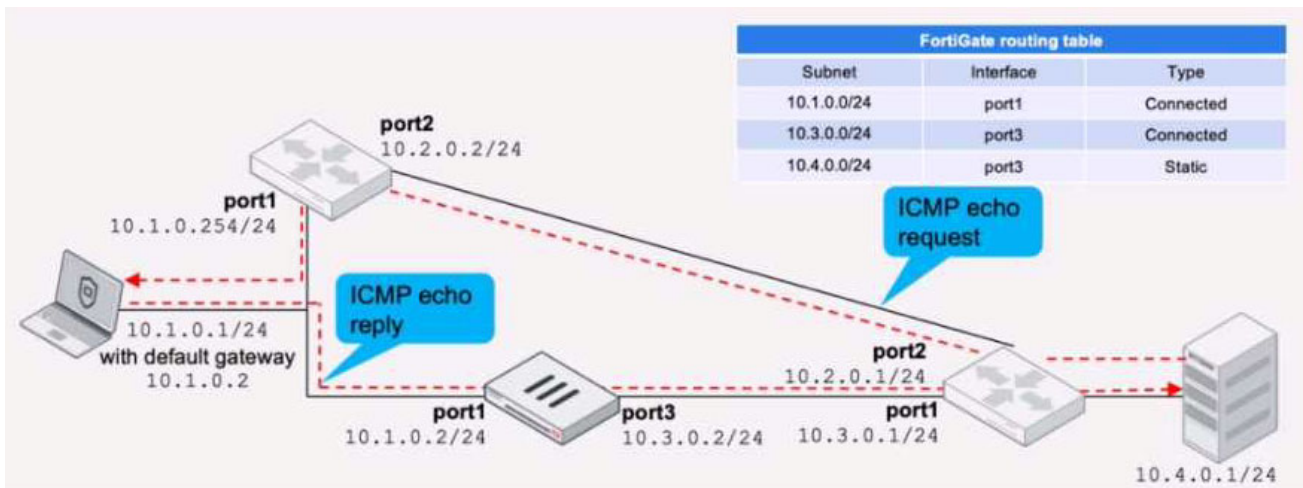 FortiGate routing table
Subnet Interface Type
10.1.0.0/24 port1 Connected
10.3.0.0/24 port3 Connected
10.4.0.0/24 port3 Static
port2
10.2.0.2/24
port1
10.1.0.254/24
ICMP echo
request
ICMP echo
reply
10.1.0.1/24
with default gateway
10.1.0.2
port2
10.2.0.1/24
port1
10.1.0.2/24
port3
10.3.0.2/24
port1
10.3.0.1/24
10.4.0.1/24